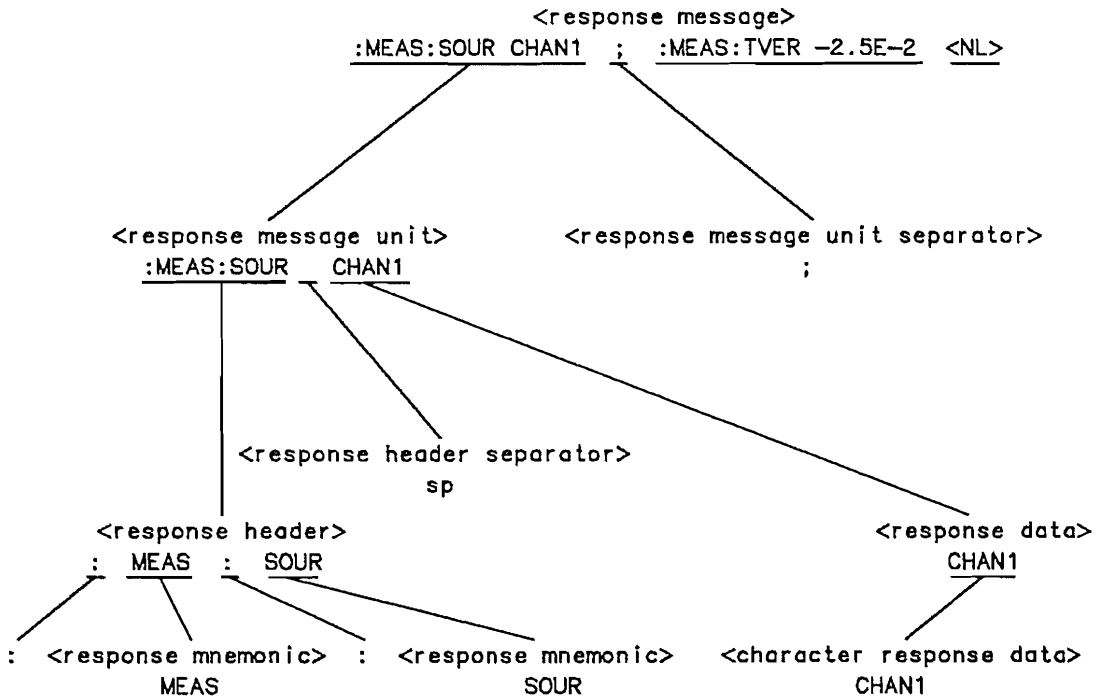 <response message>
:MEAS:SOUR CHAN1 ; :MEAS:TVER -2.5E-2 <NL>
<response message unit> <response message unit separator>
:MEAS:SOUR CHAN1 ;
<response header separator>
sp
<response header> <response data>
: MEAS : SOUR CHAN1
: <response mnemonic> : <response mnemonic> <character response data>
MEAS SOUR CHAN1